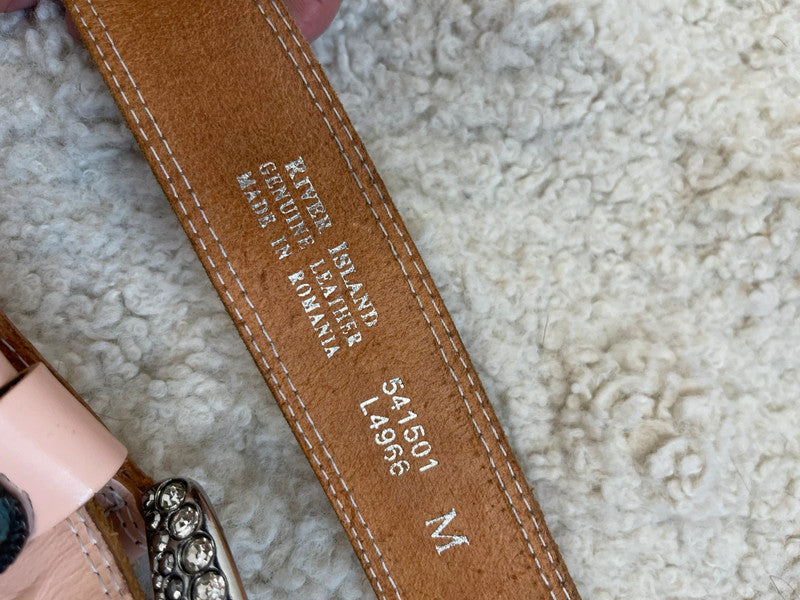 RIVER ISLAND
GENUINE LEATHER
MADE IN ROMANIA
541501
L4966
M